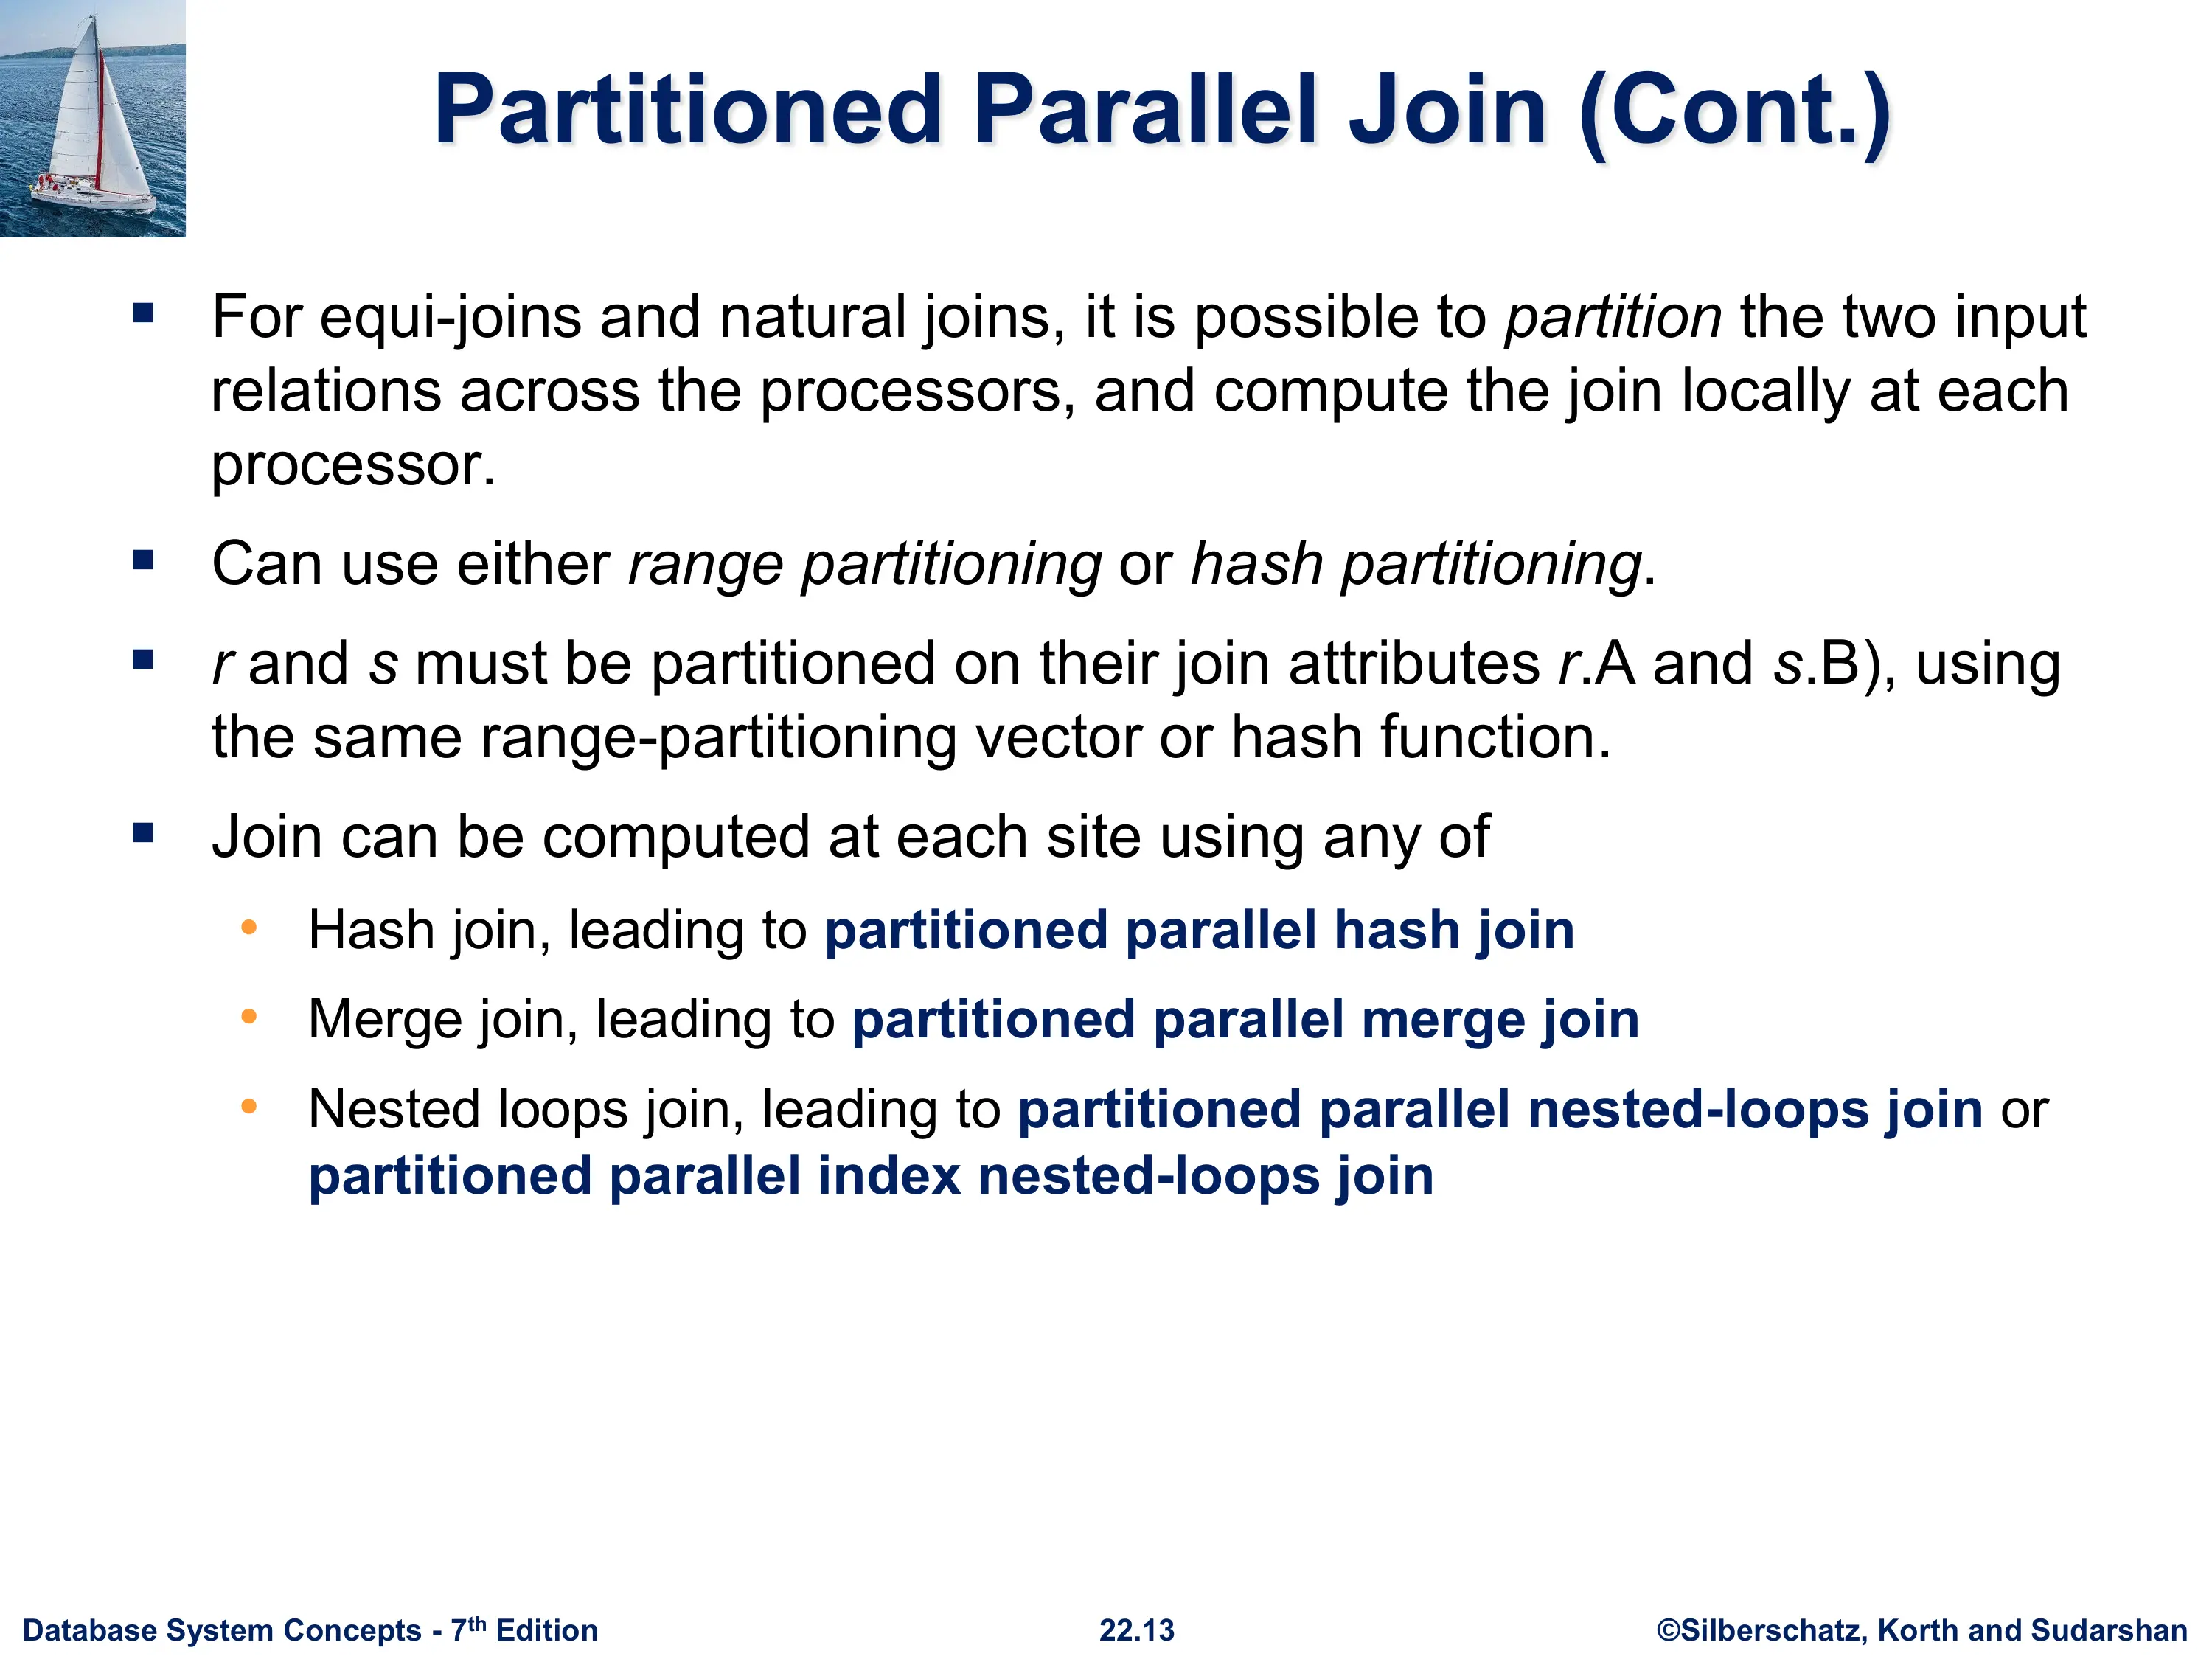 Partitioned Parallel Join (Cont.)
▪ For equi-joins and natural joins, it is possible to partition the two input
relations across the processors, and compute the join locally at each
processor.
▪ Can use either range partitioning or hash partitioning.
▪ r and s must be partitioned on their join attributes r.A and s.B), using
the same range-partitioning vector or hash function.
▪ Join can be computed at each site using any of
• Hash join, leading to partitioned parallel hash join
• Merge join, leading to partitioned parallel merge join
• Nested loops join, leading to partitioned parallel nested-loops join or
partitioned parallel index nested-loops join
Database System Concepts - 7th Edition
22.13
©Silberschatz, Korth and Sudarshan